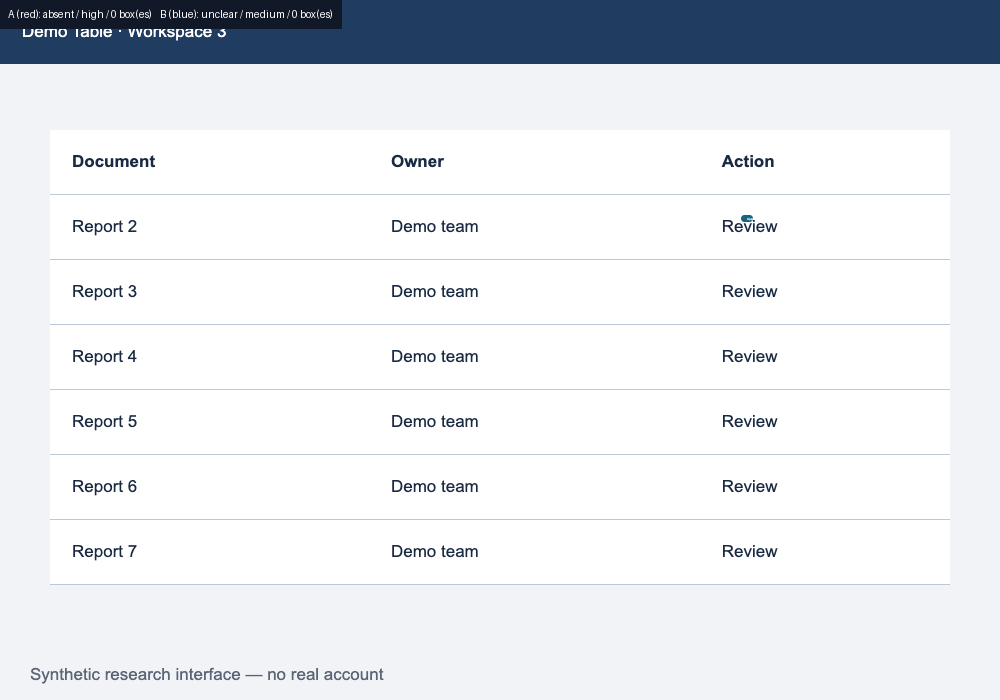 A (red): absent / high / 0 box(es) B (blue): unclear / medium / 0 box(es)
Demo Table · Workspace 3
Document Owner Action
Report 2 Demo team Review
Report 3 Demo team Review
Report 4 Demo team Review
Report 5 Demo team Review
Report 6 Demo team Review
Report 7 Demo team Review
Synthetic research interface — no real account